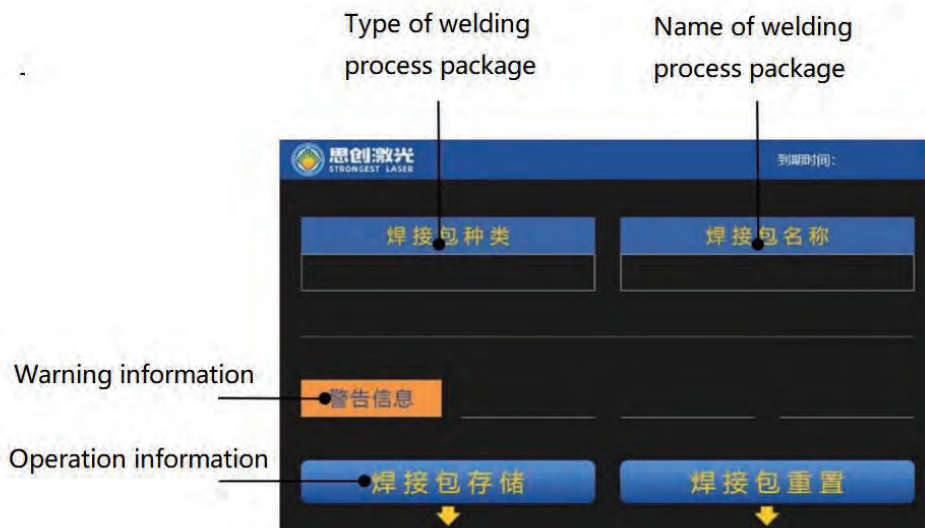 Type of welding
process package
Name of welding
process package
思创激光
STRONGEST LASER
到期时间:
焊接包种类
焊接包名称
Warning information
警告信息
Operation information
焊接包存储
焊接包重置